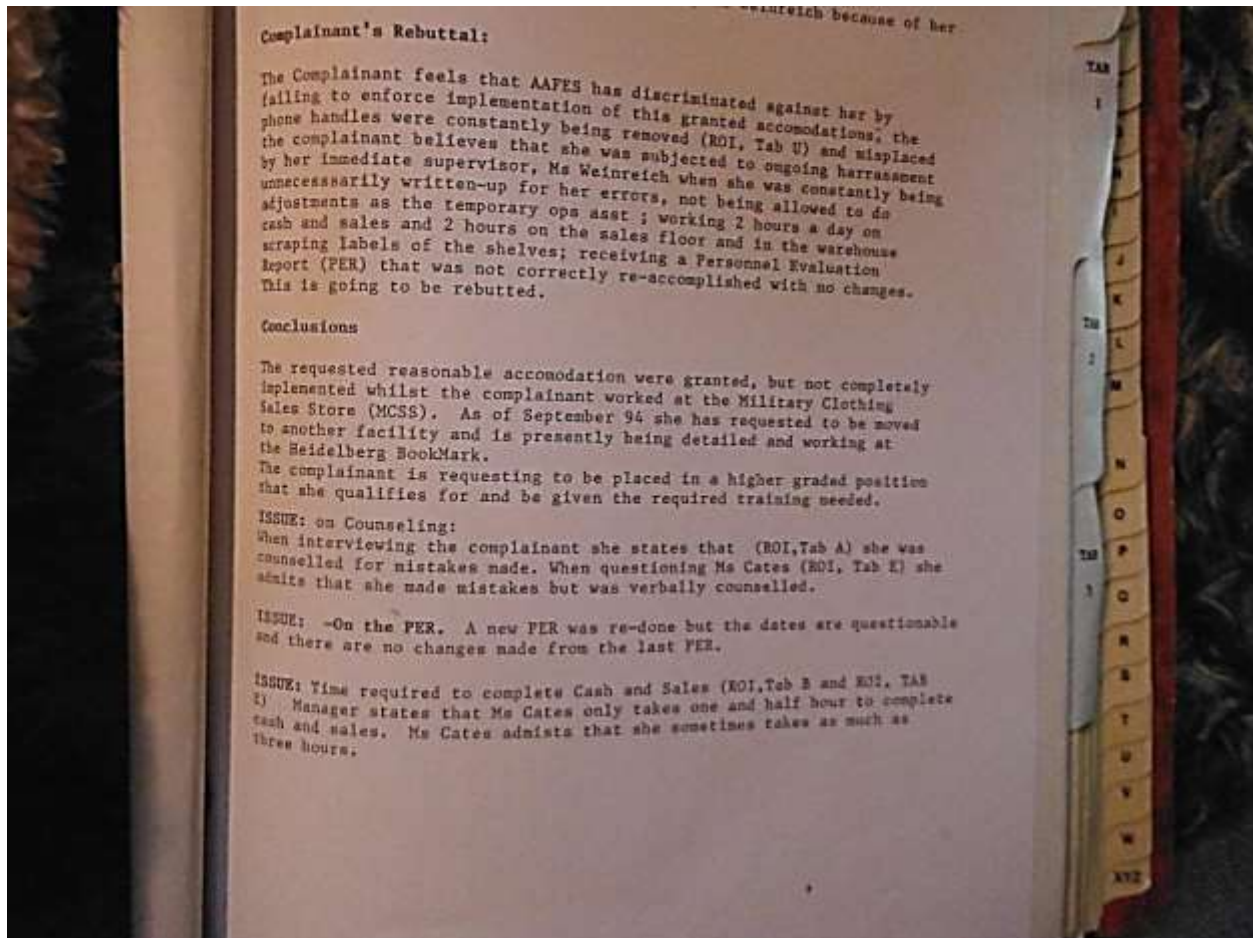 Weinreich because of her
Complainant's Rebuttal:
The Complainant feels that AAFES has discriminated against her by
failing to enforce implementation of this granted accomodations, the
phone handles were constantly being removed (ROI, Tab U) and misplaced
the complainant believes that she was subjected to ongoing harrassment
by her immediate supervisor, Ms Weinreich when she was constantly being
unnecessarily written-up for her errors, not being allowed to do
adjustments as the temporary ops asst ; working 2 hours a day on
cash and sales and 2 hours on the sales floor and in the warehouse
scraping labels of the shelves; receiving a Personnel Evaluation
Report (PER) that was not correctly re-accomplished with no changes.
This is going to be rebutted.
Conclusions
The requested reasonable accomodation were granted, but not completely
implemented whilst the complainant worked at the Military Clothing
Sales Store (MCSS). As of September 94 she has requested to be moved
to another facility and is presently being detailed and working at
the Heidelberg BookMark.
The complainant is requesting to be placed in a higher graded position
that she qualifies for and be given the required training needed.
ISSUE: on Counseling:
When interviewing the complainant she states that (ROI,Tab A) she was
counselled for mistakes made. When questioning Ms Cates (ROI, Tab E) she
admits that she made mistakes but was verbally counselled.
ISSUE: -On the PER. A new PER was re-done but the dates are questionable
and there are no changes made from the last PER.
ISSUE: Time required to complete Cash and Sales (ROI,Tab B and ROI, TAB
E) Manager states that Ms Cates only takes one and half hour to complete
cash and sales. Ms Cates admists that she sometimes takes as much as
three hours.
TAB
1
TAB
2
TAB
3
I
J
K
L
M
N
O
P
Q
R
S
T
U
V
W
XYZ